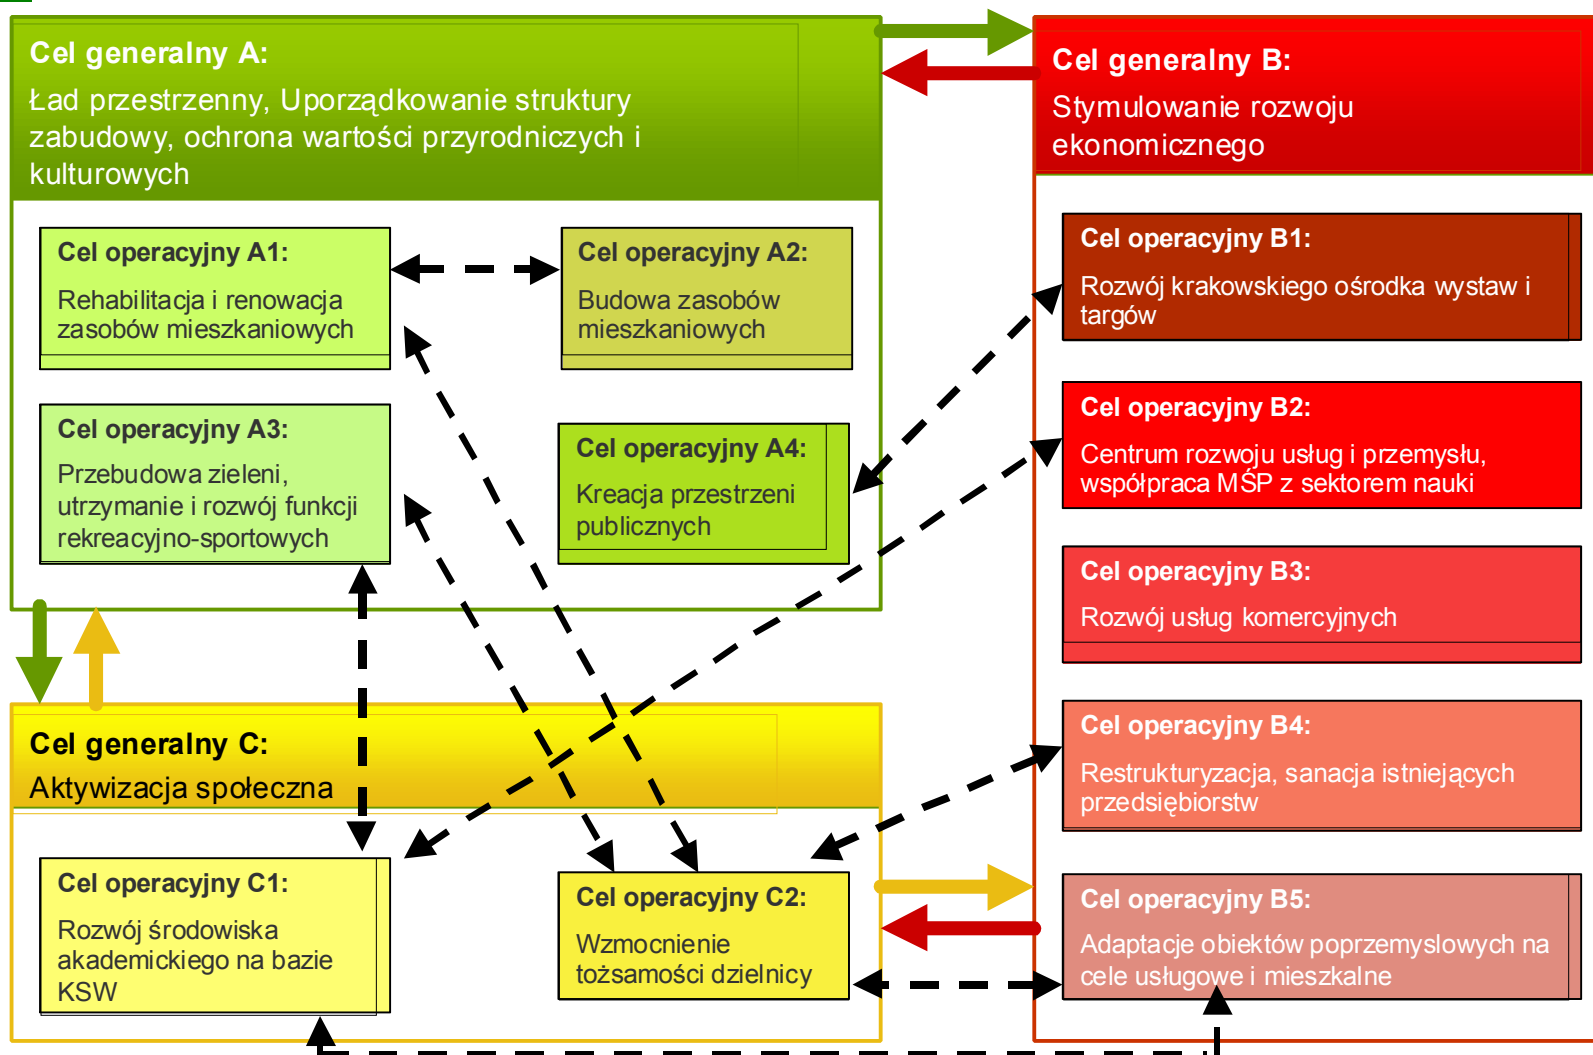 Cel generalny A:
Ład przestrzenny, Uporządkowanie struktury
zabudowy, ochrona wartości przyrodniczych i
kulturowych
Cel operacyjny A1:
Rehabilitacja i renowacja
zasobów mieszkaniowych
Cel operacyjny A2:
Budowa zasobów
mieszkaniowych
Cel operacyjny A3:
Przebudowa zieleni,
utrzymanie i rozwój funkcji
rekreacyjno-sportowych
Cel operacyjny A4:
Kreacja przestrzeni
publicznych
Cel generalny B:
Stymulowanie rozwoju
ekonomicznego
Cel operacyjny B1:
Rozwój krakowskiego ośrodka wystaw i
targów
Cel operacyjny B2:
Centrum rozwoju usług i przemysłu,
współpraca MŚP z sektorem nauki
Cel operacyjny B3:
Rozwój usług komercyjnych
Cel operacyjny B4:
Restrukturyzacja, sanacja istniejących
przedsiębiorstw
Cel operacyjny B5:
Adaptacje obiektów poprzemyslowych na
cele usługowe i mieszkalne
Cel generalny C:
Aktywizacja społeczna
Cel operacyjny C1:
Rozwój środowiska
akademickiego na bazie
KSW
Cel operacyjny C2:
Wzmocnienie
tożsamości dzielnicy